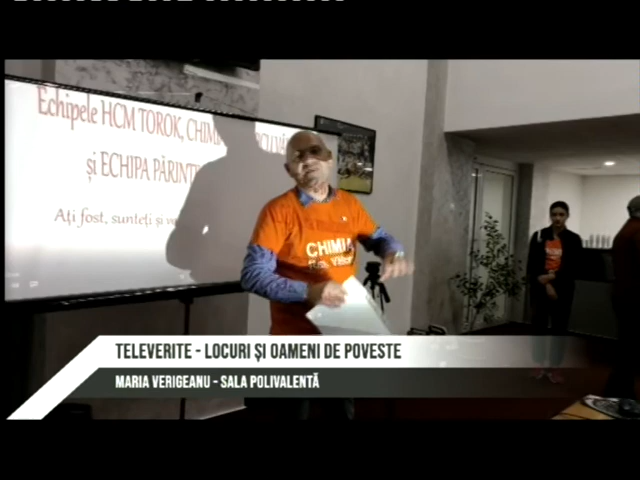 Echipele HCM TOROK, CHIMI
și ECHIPA PĂRINȚ
Ați fost, sunteți și
CHIMIA
TELEVERITE - LOCURI ȘI OAMENI DE POVESTE
MARIA VERIGEANU - SALA POLIVALENTĂ